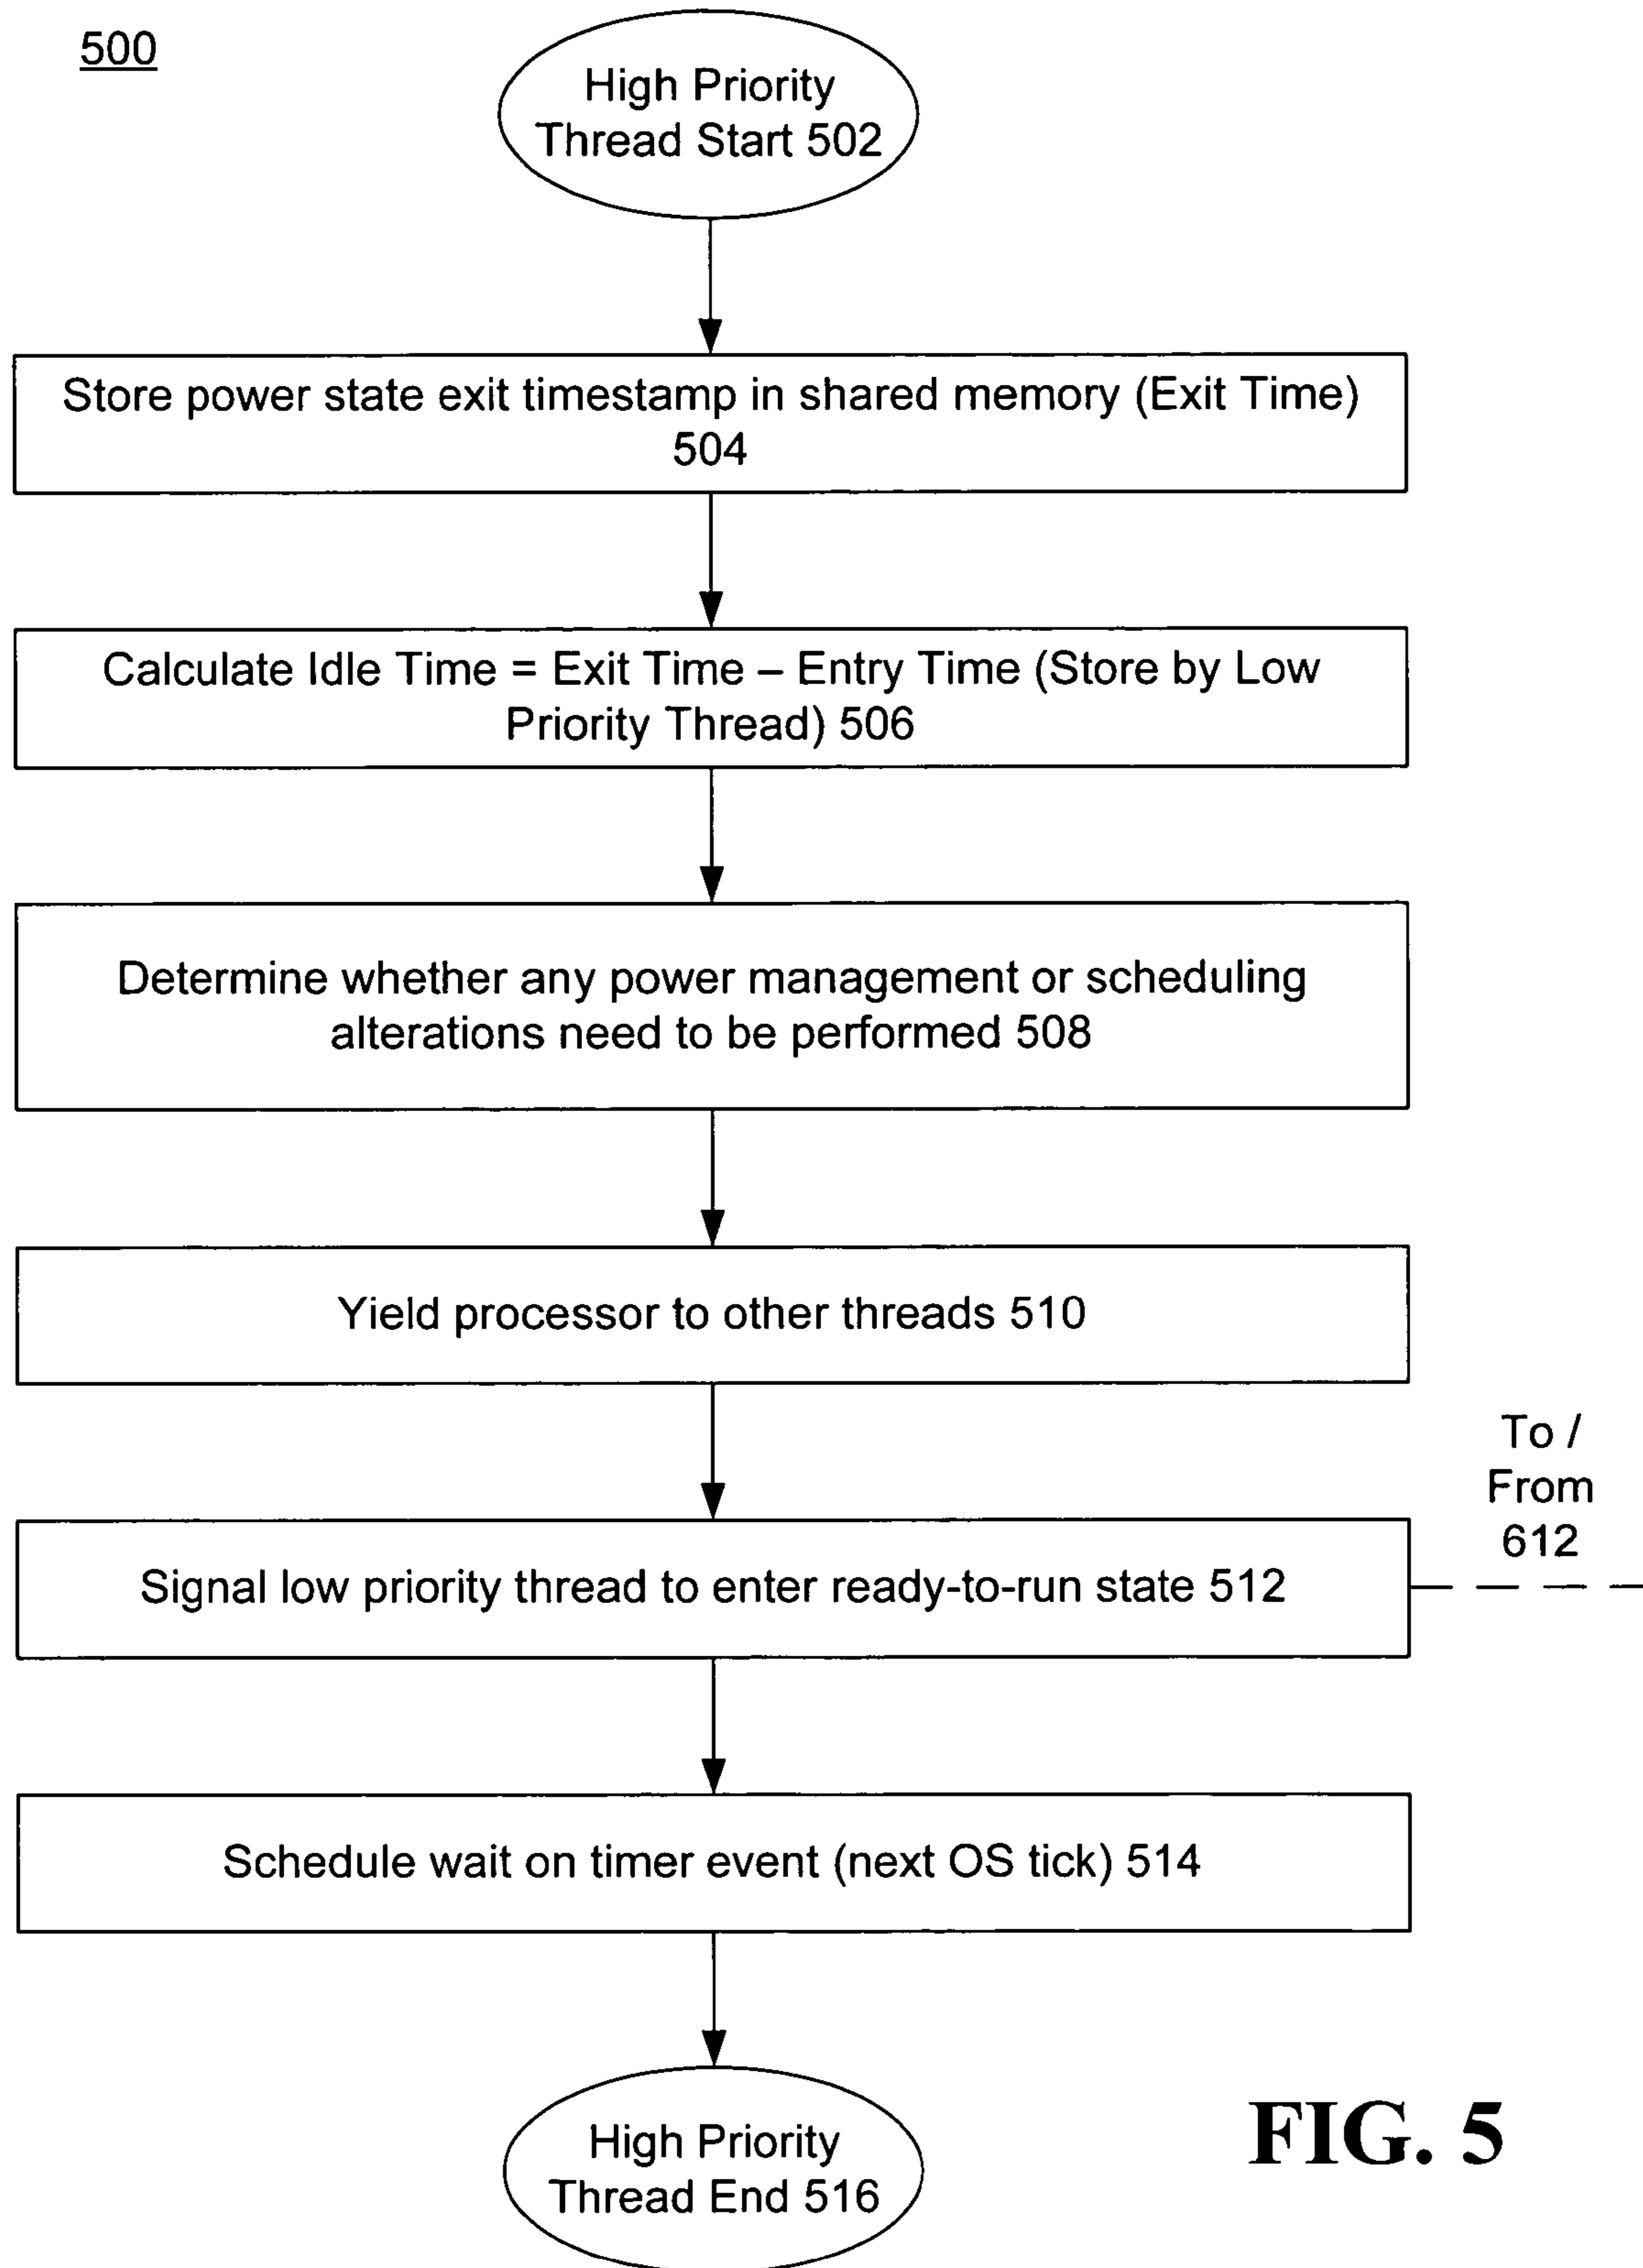 500
High Priority
Thread Start 502
Store power state exit timestamp in shared memory (Exit Time)
504
Calculate Idle Time = Exit Time – Entry Time (Store by Low
Priority Thread) 506
Determine whether any power management or scheduling
alterations need to be performed 508
Yield processor to other threads 510
To /
From
612
Signal low priority thread to enter ready-to-run state 512
Schedule wait on timer event (next OS tick) 514
High Priority
Thread End 516
FIG. 5